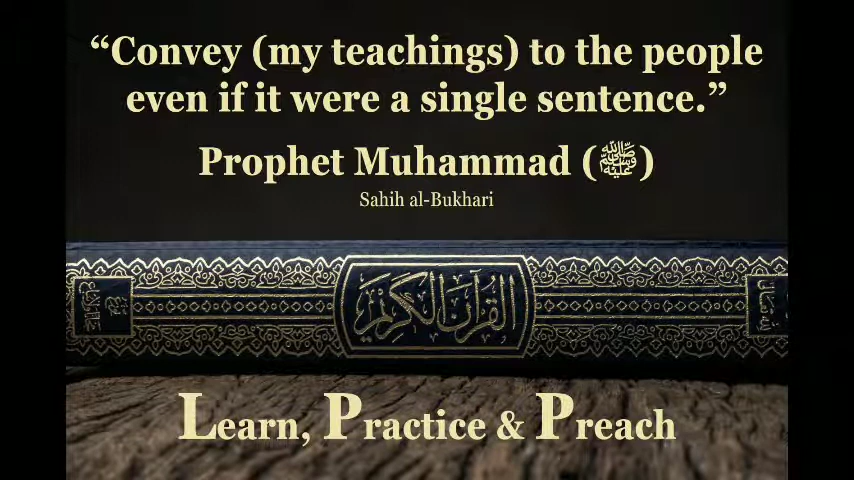 “Convey (my teachings) to the people
even if it were a single sentence.”
Prophet Muhammad (ﷺ)
Sahih al-Bukhari
القرآن الكريم
Learn, Practice & Preach